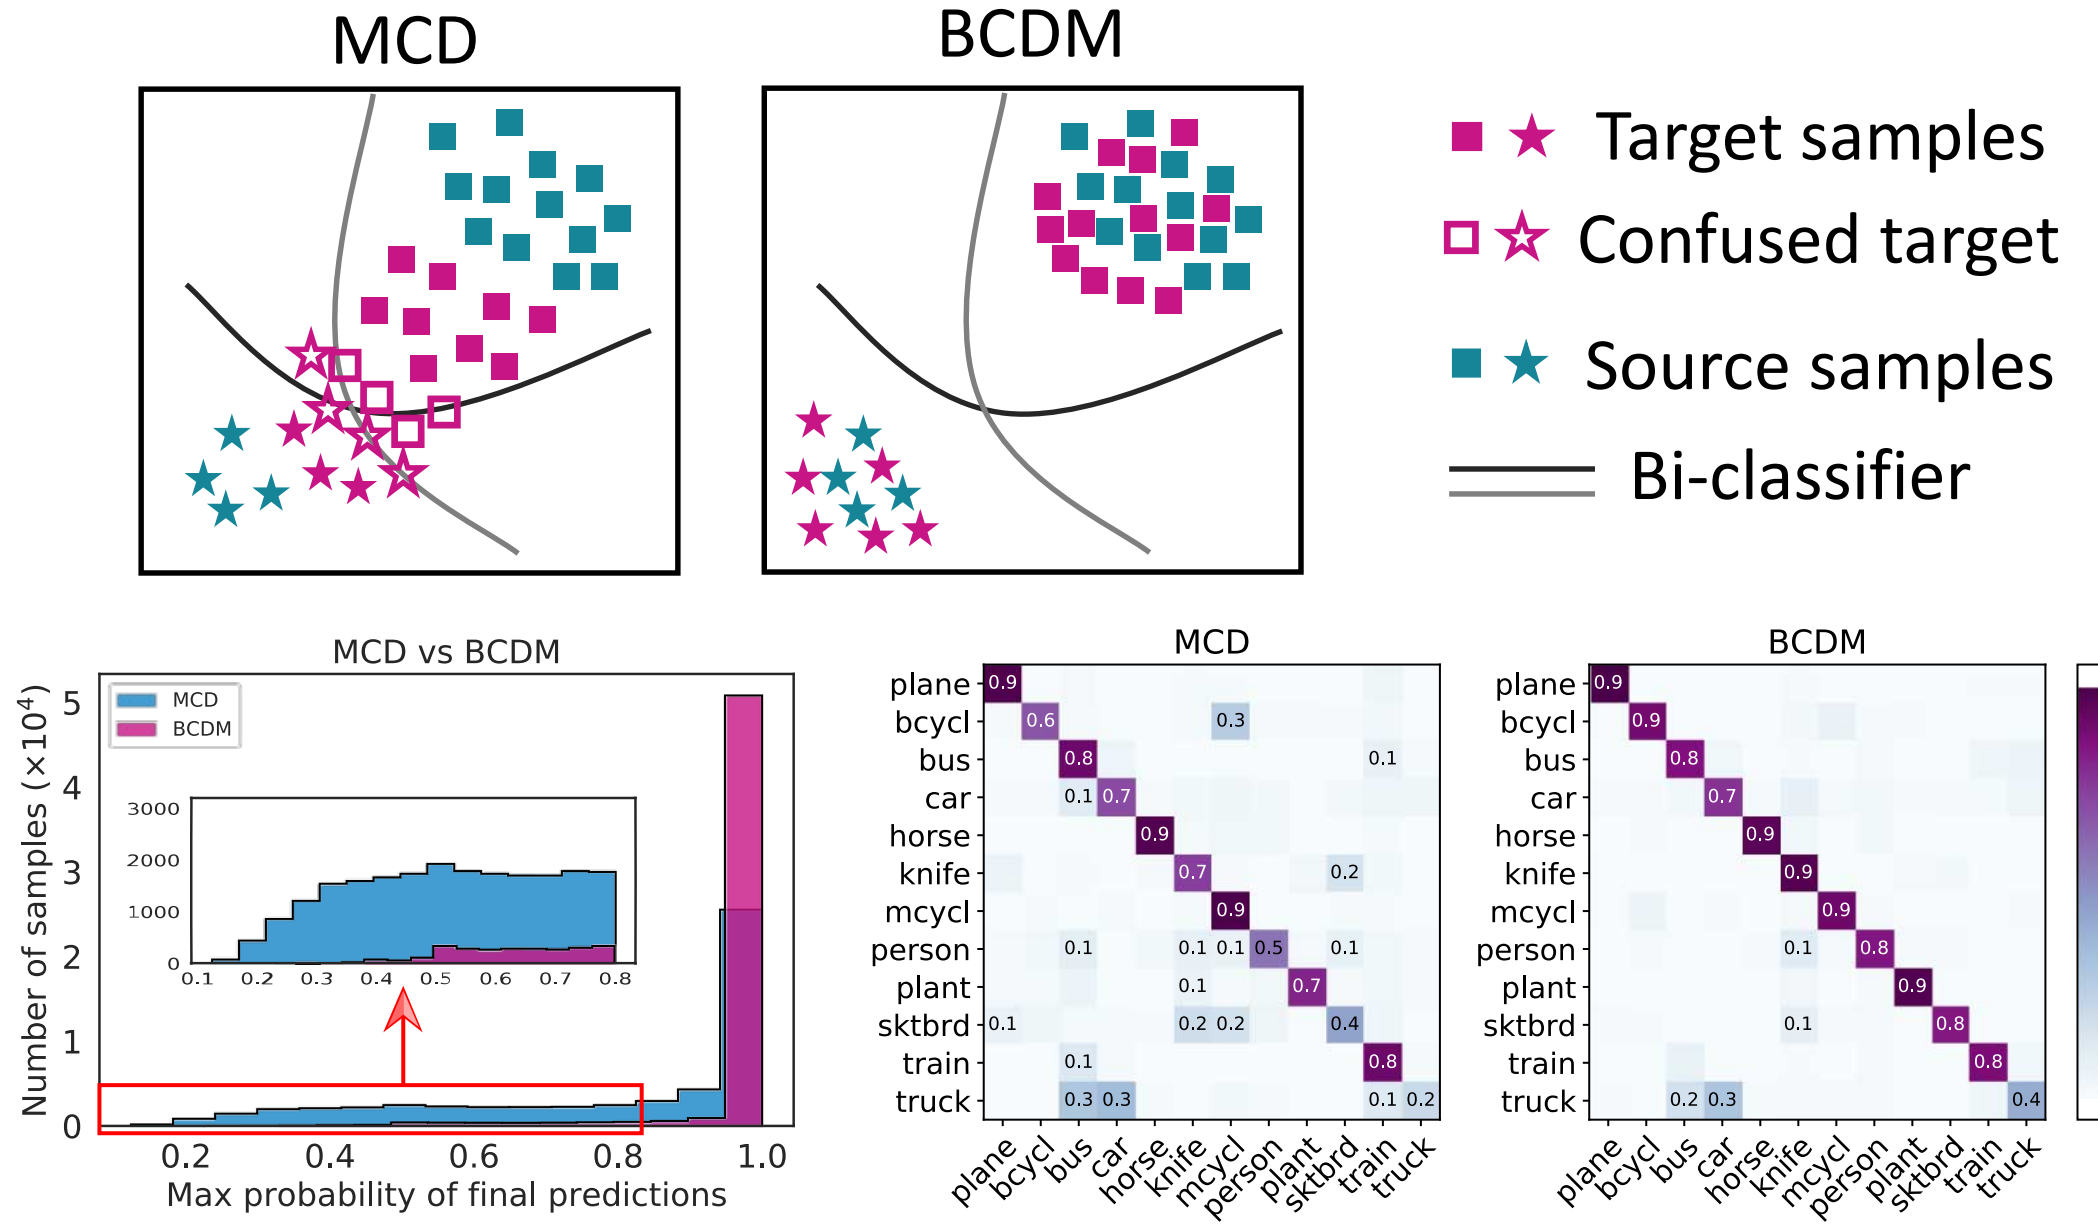 MCD
BCDM
Target samples
Confused target
Source samples
Bi-classifier
MCD vs BCDM
MCD
BCDM
Number of samples (×10⁴)
5
4
3
2
1
0
3000
2000
1000
0
0.1 0.2 0.3 0.4 0.5 0.6 0.7 0.8
0.2 0.4 0.6 0.8 1.0
Max probability of final predictions
MCD
plane 0.9
bcycl 0.6 0.3
bus 0.8 0.1
car 0.1 0.7
horse 0.9
knife 0.7 0.2
mcycl 0.9
person 0.1 0.1 0.1 0.5 0.1
plant 0.1 0.7
sktbrd 0.1 0.2 0.2 0.4
train 0.1 0.8
truck 0.3 0.3 0.1 0.2
plane bcycl bus car horse knife mcycl person plant sktbrd train truck
BCDM
plane 0.9
bcycl 0.9
bus 0.8
car 0.7
horse 0.9
knife 0.9
mcycl 0.9
person 0.1 0.8
plant 0.9
sktbrd 0.1 0.8
train 0.8
truck 0.2 0.3 0.4
plane bcycl bus car horse knife mcycl person plant sktbrd train truck